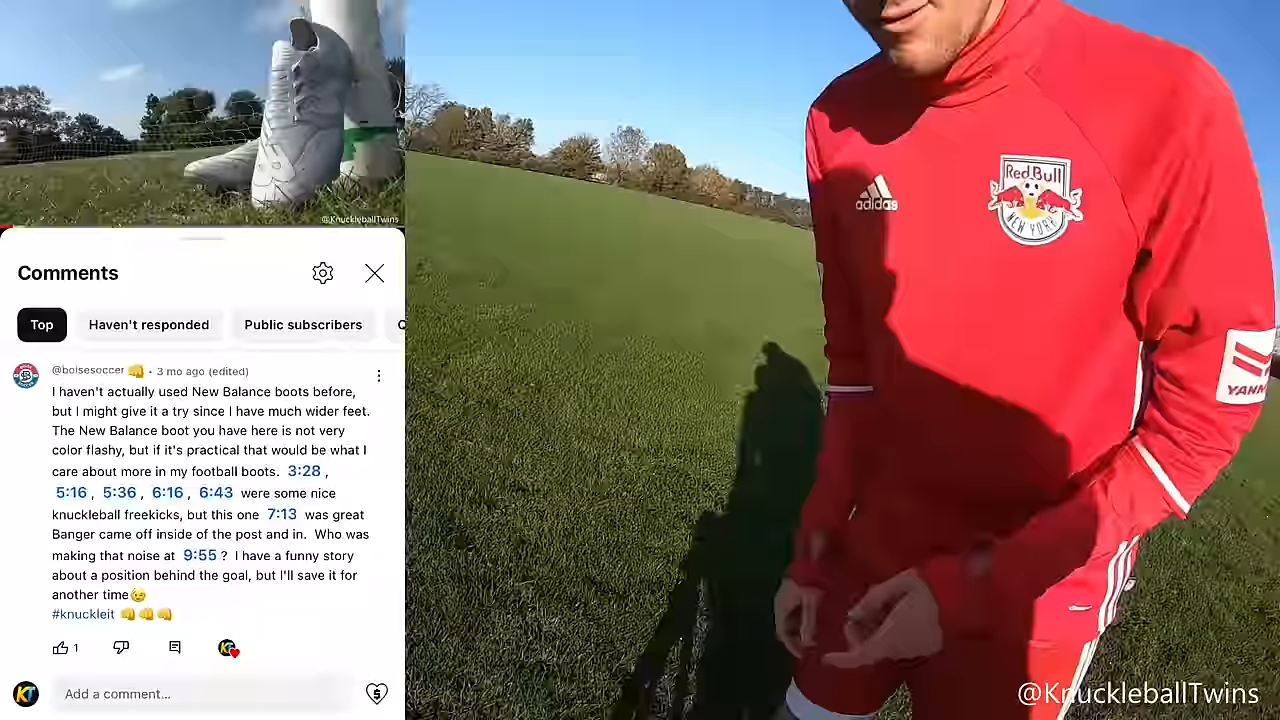 @KnuckleballTwins
Comments
Top
Haven't responded
Public subscribers
@boisesoccer 👊 · 3 mo ago (edited)
I haven't actually used New Balance boots before,
but I might give it a try since I have much wider feet.
The New Balance boot you have here is not very
color flashy, but if it's practical that would be what I
care about more in my football boots. 3:28 ,
5:16 , 5:36 , 6:16 , 6:43 were some nice
knuckleball freekicks, but this one 7:13 was great
Banger came off inside of the post and in. Who was
making that noise at 9:55 ? I have a funny story
about a position behind the goal, but I'll save it for
another time😉
#knuckleit 👊👊👊
1
KT
Add a comment...
adidas
Red Bull
NEW YORK
YANM
@KnuckleballTwins